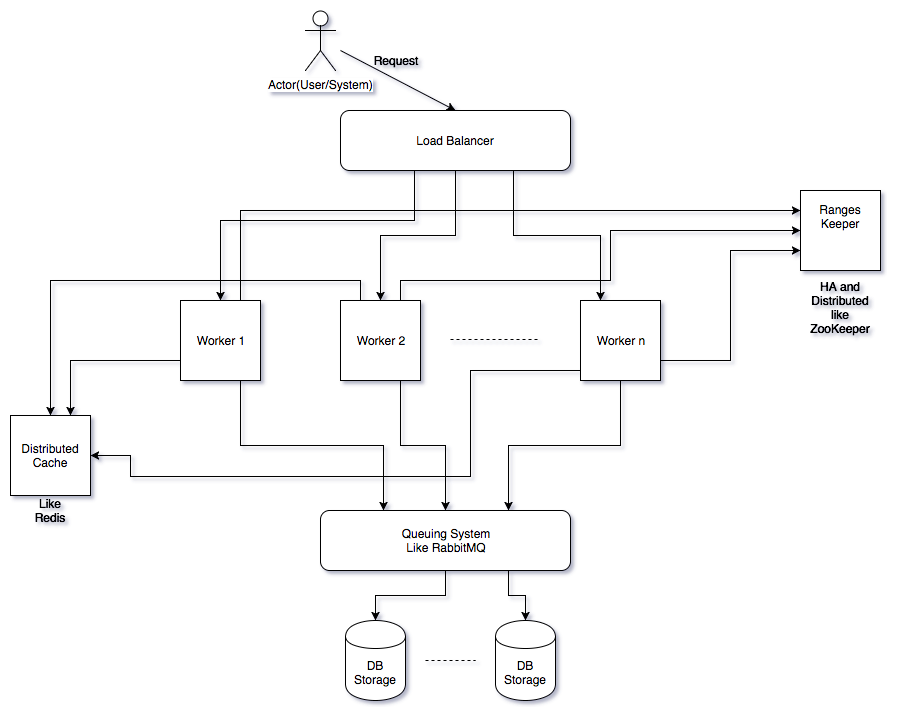 Request
Actor(User/System)
Load Balancer
Ranges
Keeper
HA and
Distributed
like
ZooKeeper
Worker 1
Worker 2
Worker n
Distributed
Cache
Like
Redis
Queuing System
Like RabbitMQ
DB
Storage
DB
Storage